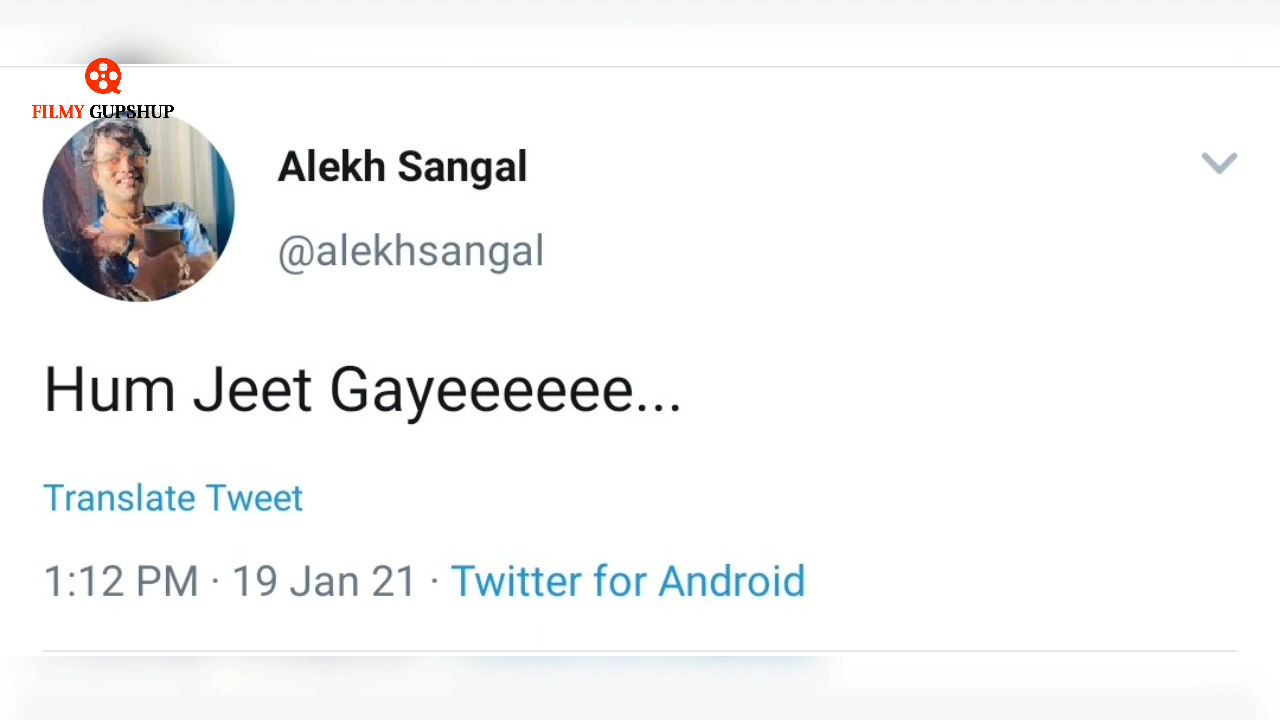 FILMY GUPSHUP
Alekh Sangal
@alekhsangal
Hum Jeet Gayeeeeee...
Translate Tweet
1:12 PM · 19 Jan 21 · Twitter for Android